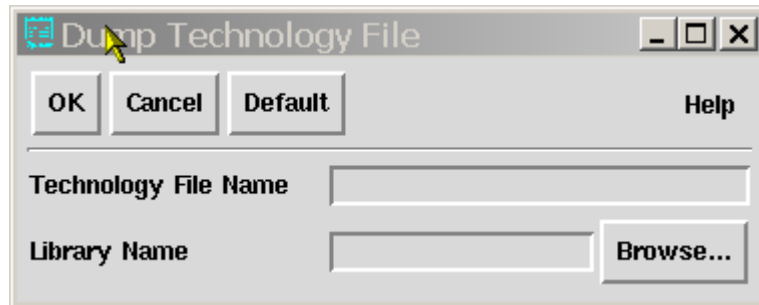 Dump Technology File
OK Cancel Default Help
Technology File Name
Library Name Browse...